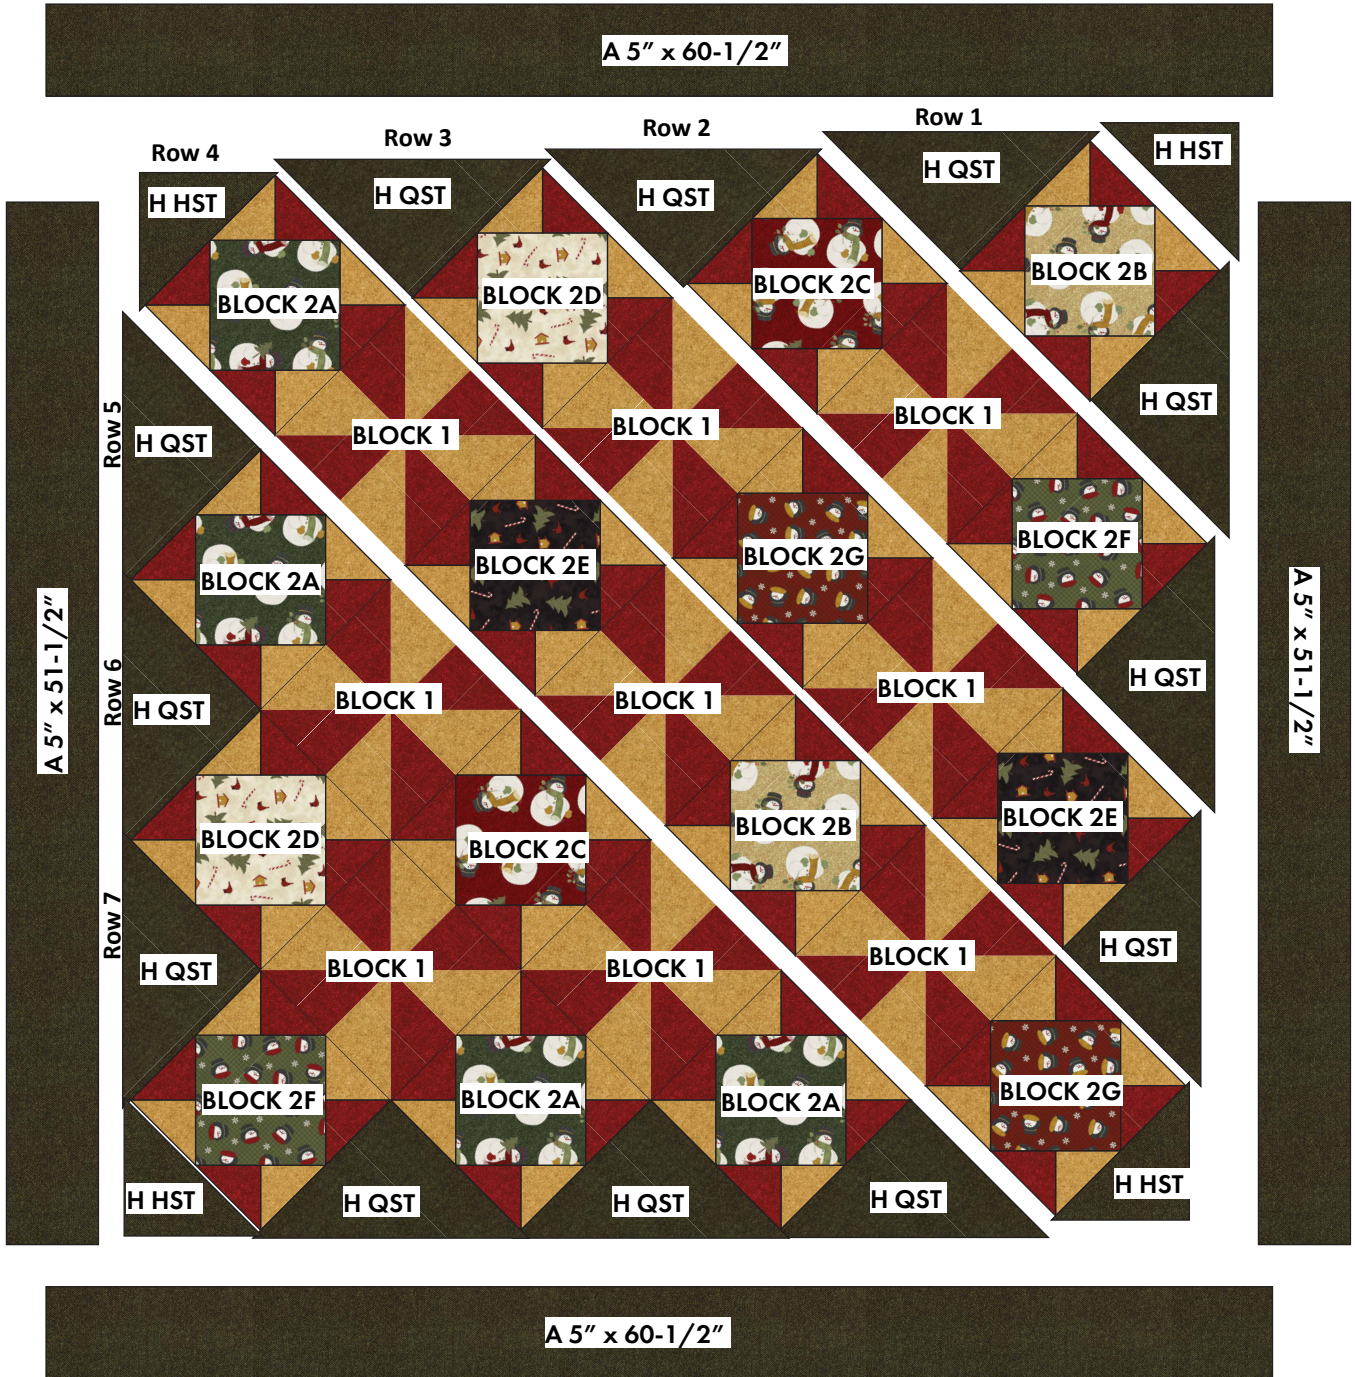 A 5” x 60-1/2”
Row 1
Row 2
Row 3
Row 4
H HST
H QST
H QST
H QST
H HST
BLOCK 2B
BLOCK 2C
BLOCK 2D
BLOCK 2A
H QST
BLOCK 1
BLOCK 1
BLOCK 1
Row 5
H QST
BLOCK 2F
BLOCK 2G
BLOCK 2E
BLOCK 2A
A 5” x 51-1/2”
A 5” x 51-1/2”
H QST
BLOCK 1
BLOCK 1
BLOCK 1
Row 6
H QST
BLOCK 2E
BLOCK 2B
BLOCK 2C
BLOCK 2D
Row 7
H QST
BLOCK 1
BLOCK 1
BLOCK 1
H QST
BLOCK 2G
BLOCK 2A
BLOCK 2A
BLOCK 2F
H HST
H QST
H QST
H QST
H HST
A 5” x 60-1/2”